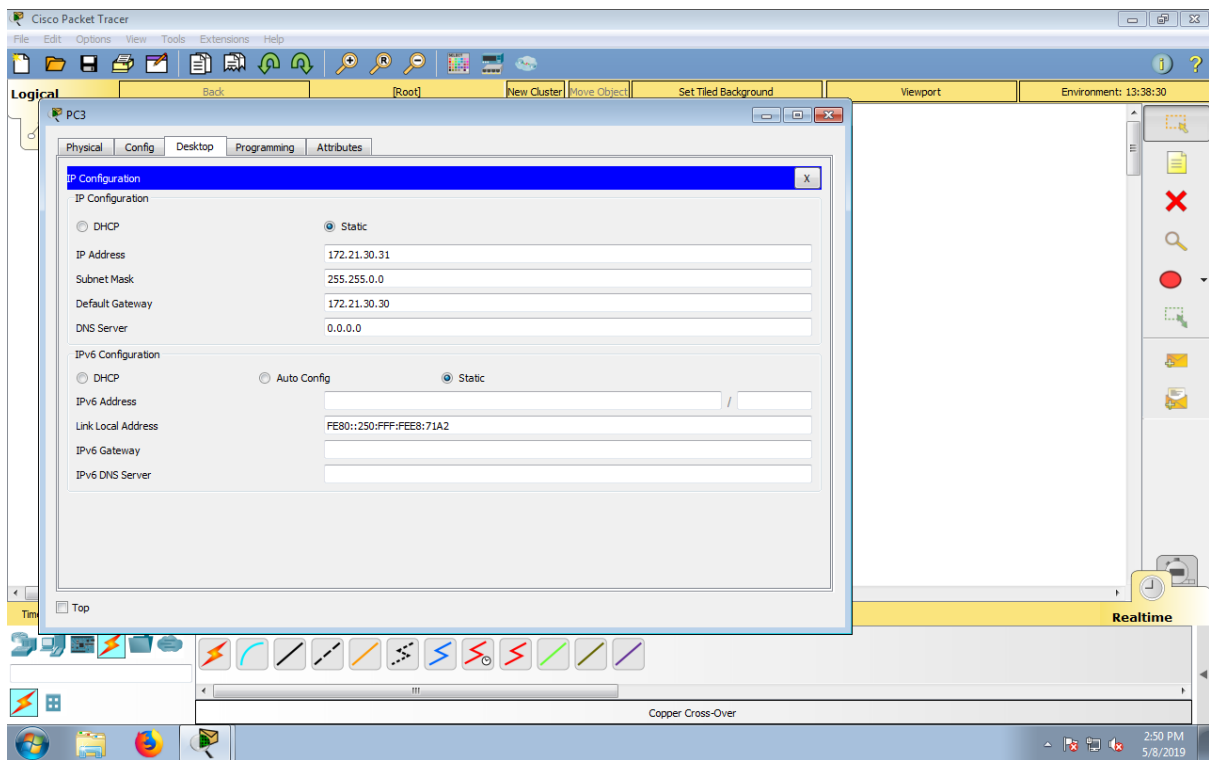 Cisco Packet Tracer
File Edit Options View Tools Extensions Help
Logical Back [Root] New Cluster Move Object Set Tiled Background Viewport Environment: 13:38:30
PC3
Physical Config Desktop Programming Attributes
IP Configuration X
IP Configuration
DHCP Static
IP Address 172.21.30.31
Subnet Mask 255.255.0.0
Default Gateway 172.21.30.30
DNS Server 0.0.0.0
IPv6 Configuration
DHCP Auto Config Static
IPv6 Address /
Link Local Address FE80::250:FFF:FEE8:71A2
IPv6 Gateway
IPv6 DNS Server
Top
Time
Realtime
Copper Cross-Over
2:50 PM
5/8/2019